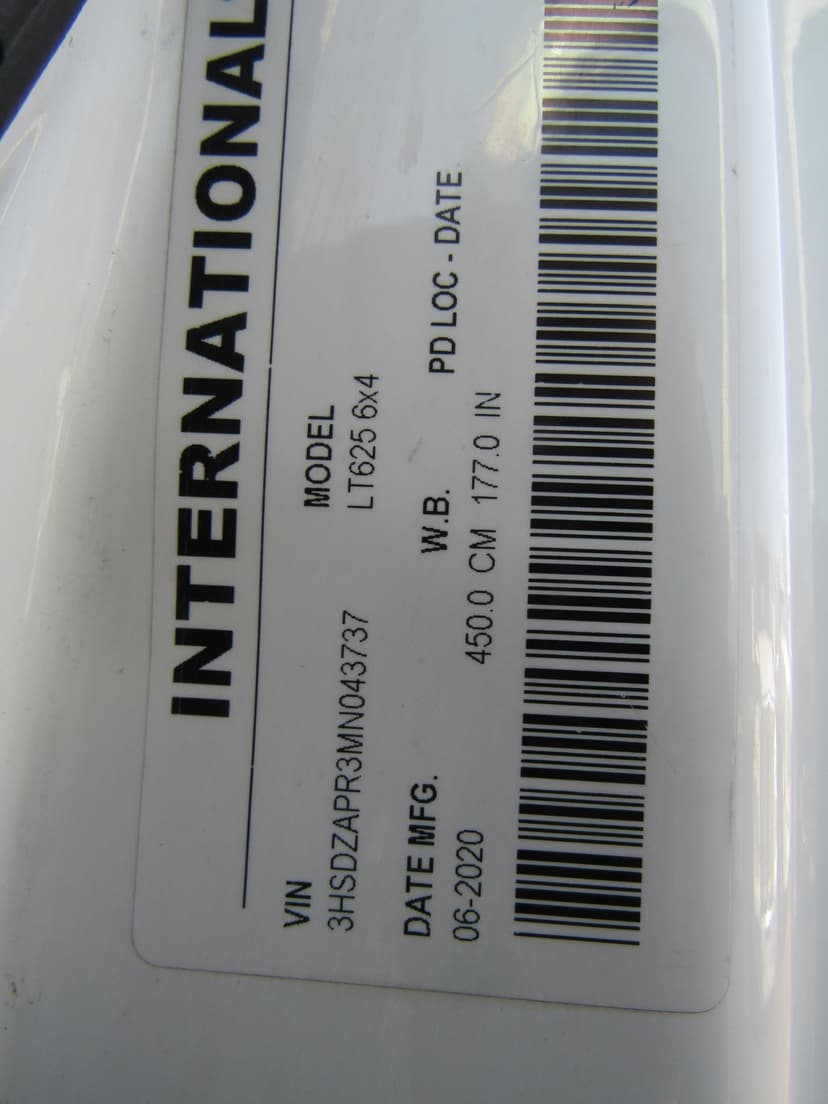 INTERNATIONAL
VIN MODEL
3HSDZAPR3MN043737 LT625 6x4
DATE MFG. W.B. PD LOC - DATE
06-2020 450.0 CM 177.0 IN